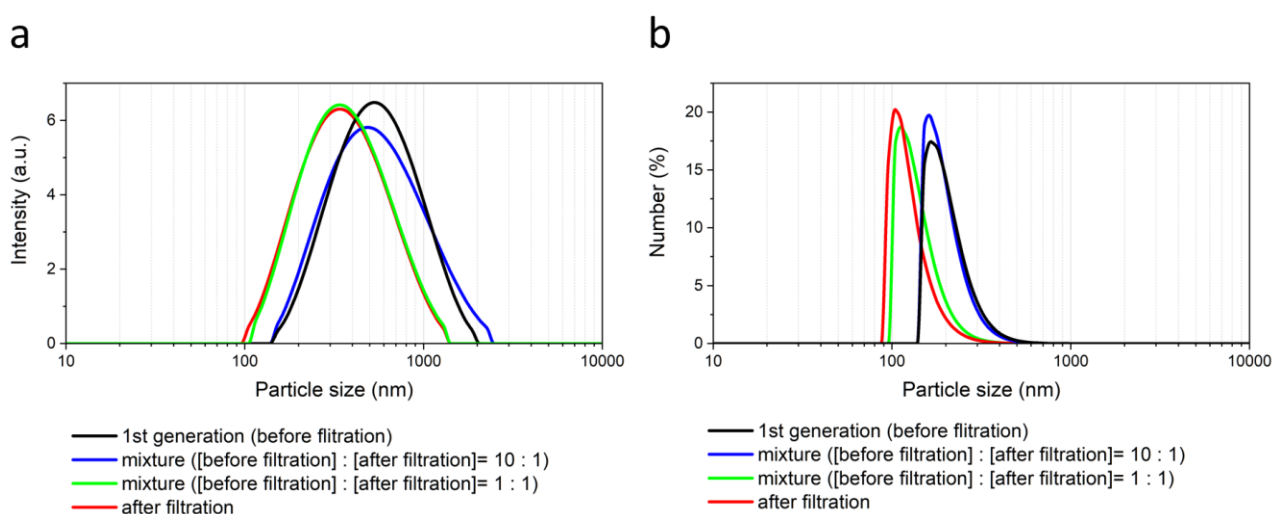 a
Intensity (a.u.)
6
4
2
0
10
100
1000
10000
Particle size (nm)
1st generation (before flitration)
mixture ([before filtration] : [after filtration]= 10 : 1)
mixture ([before filtration] : [after filtration]= 1 : 1)
after filtration
b
Number (%)
20
15
10
5
0
10
100
1000
10000
Particle size (nm)
1st generation (before flitration)
mixture ([before filtration] : [after filtration]= 10 : 1)
mixture ([before filtration] : [after filtration]= 1 : 1)
after filtration